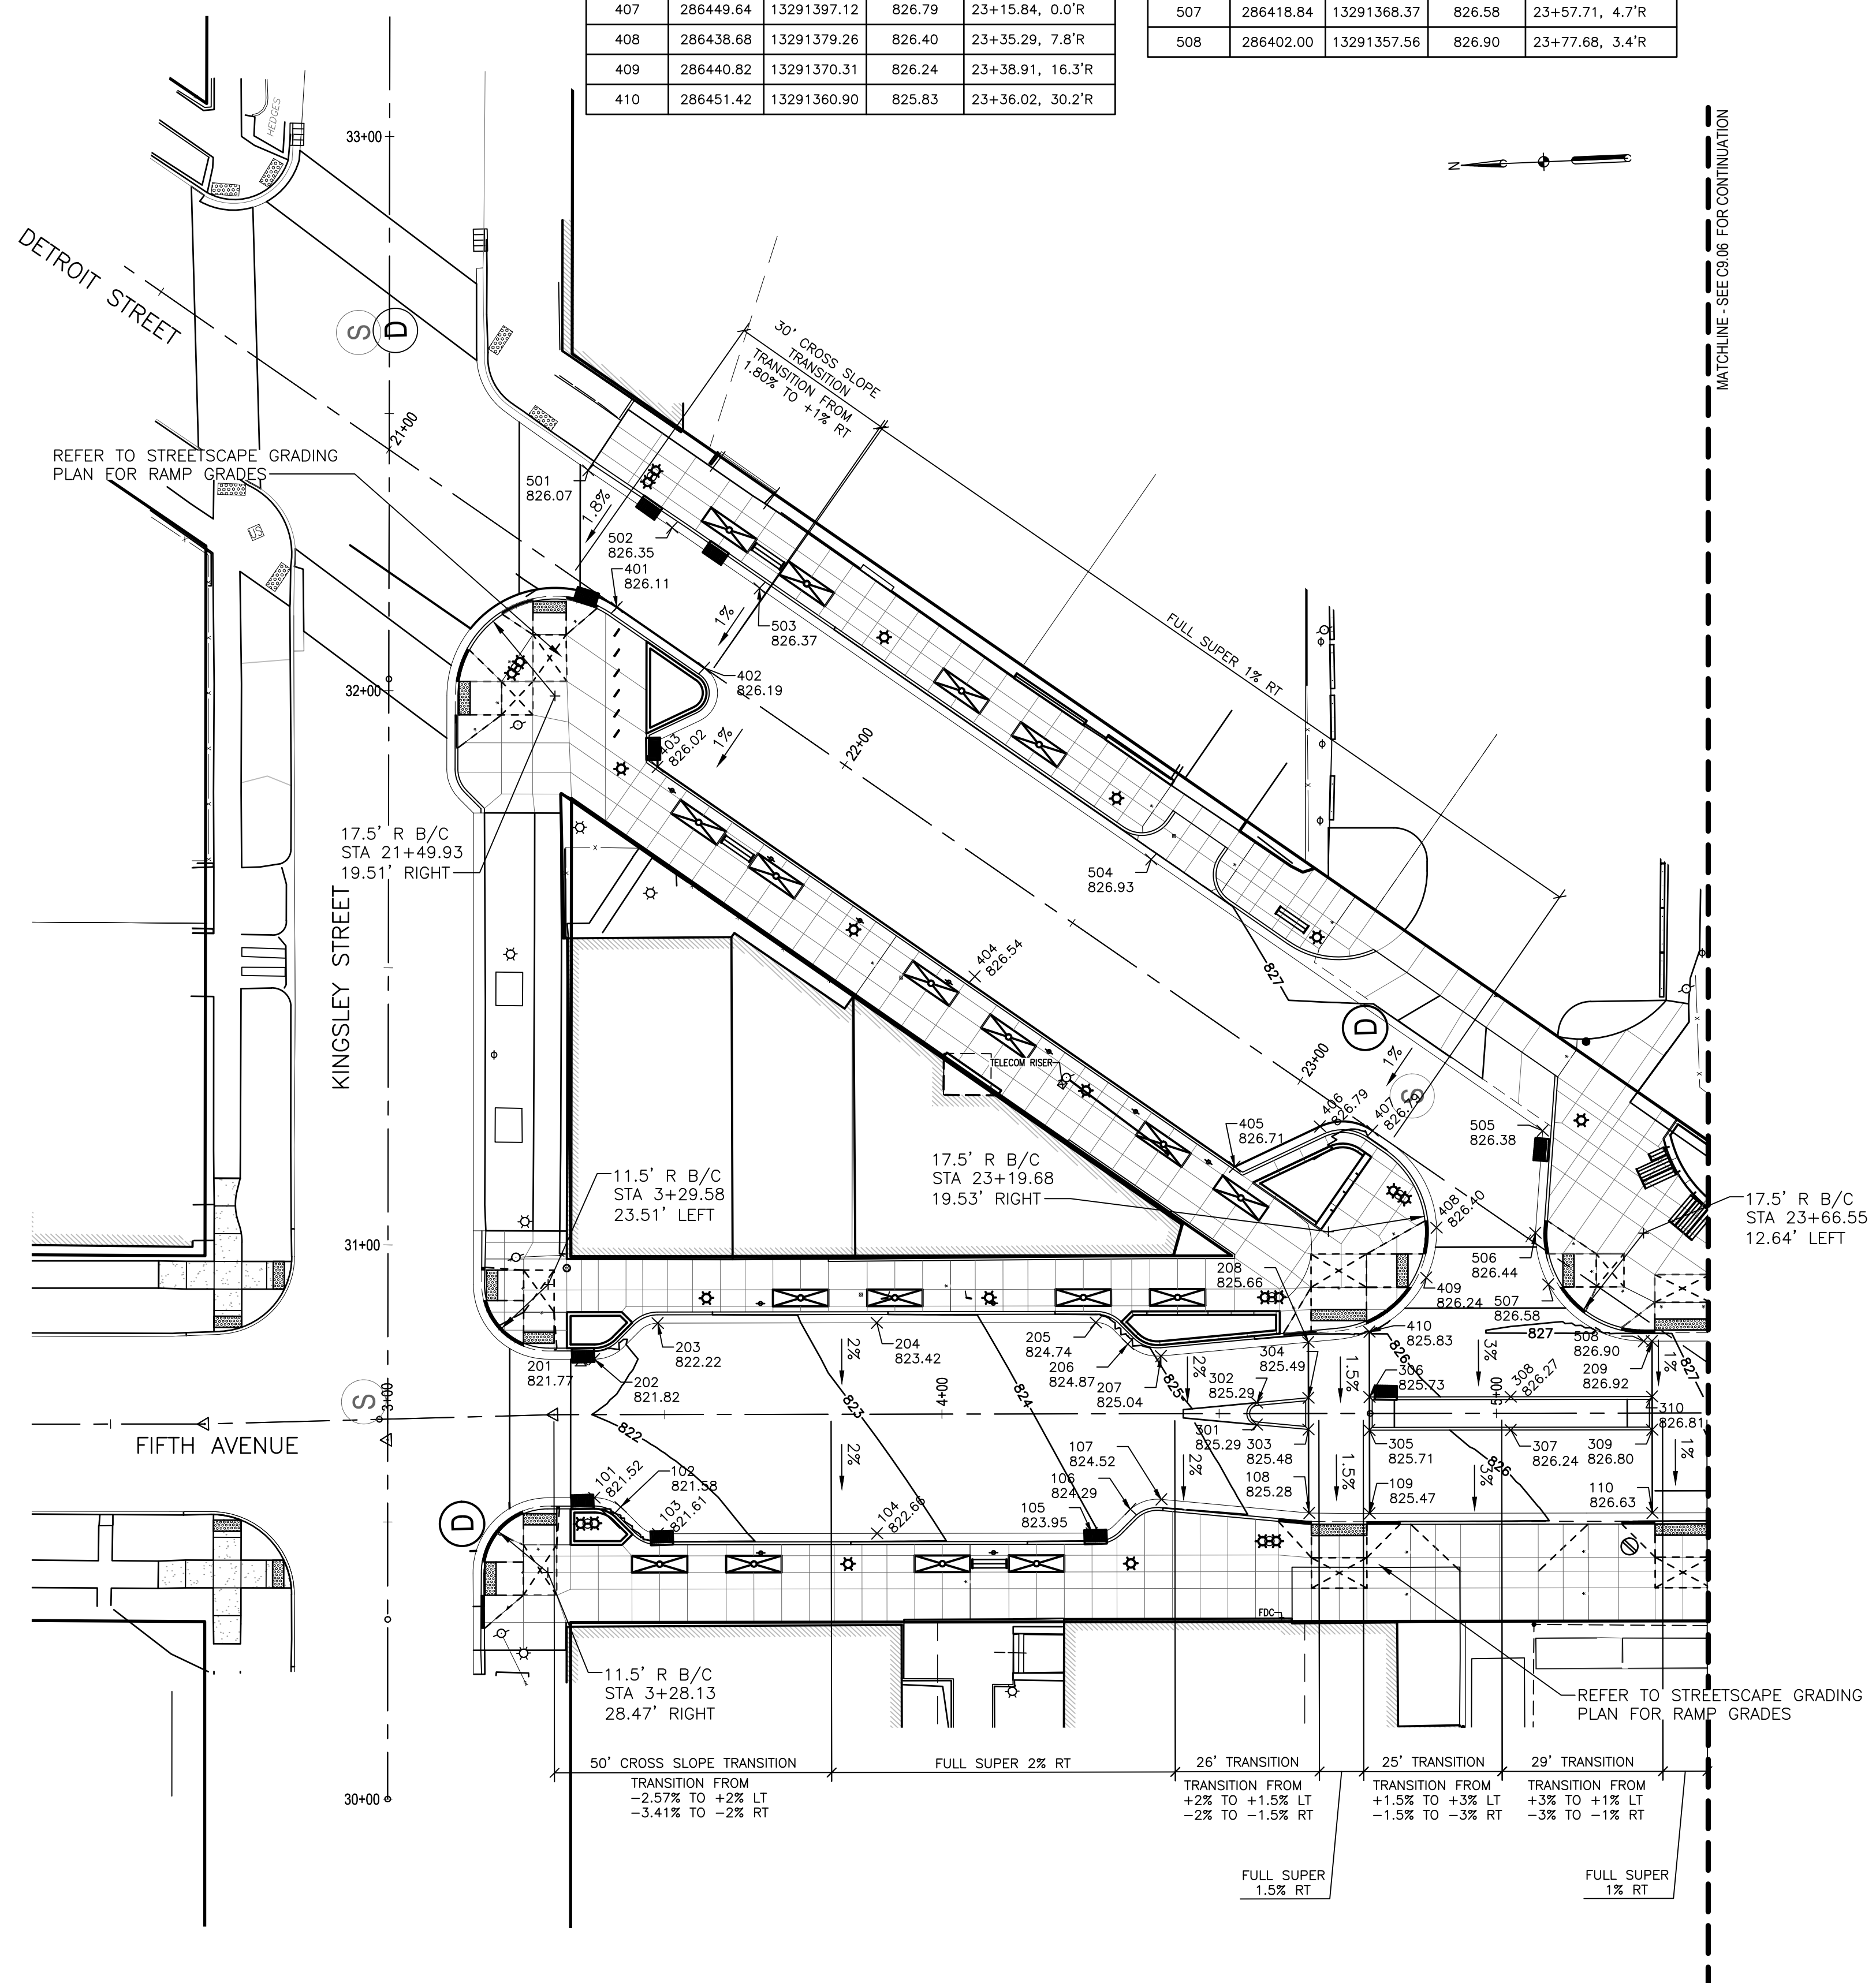 407 286449.64 13291397.12 826.79 23+15.84, 0.0'R
408 286438.68 13291379.26 826.40 23+35.29, 7.8'R
409 286440.82 13291370.31 826.24 23+38.91, 16.3'R
410 286451.42 13291360.90 825.83 23+36.02, 30.2'R
507 286418.84 13291368.37 826.58 23+57.71, 4.7'R
508 286402.00 13291357.56 826.90 23+77.68, 3.4'R
MATCHLINE - SEE C9.06 FOR CONTINUATION
N
HEDGES
33+00
DETROIT STREET
S
D
21+00
30' CROSS SLOPE
TRANSITION
TRANSITION FROM
1.80% TO +1% RT
REFER TO STREETSCAPE GRADING
PLAN FOR RAMP GRADES
501
826.07
1.8%
502
826.35
401
826.11
1%
503
826.37
FULL SUPER 1% RT
402
826.19
32+00
403
826.02
1%
22+00
17.5' R B/C
STA 21+49.93
19.51' RIGHT
504
826.93
KINGSLEY STREET
404
826.54
827
D
TELECOM RISER
23+00
1%
S
406
826.79
407
405
826.71
505
826.38
17.5' R B/C
STA 23+19.68
19.53' RIGHT
11.5' R B/C
STA 3+29.58
23.51' LEFT
17.5' R B/C
STA 23+66.55
12.64' LEFT
408
826.40
31+00
208
825.66
506
826.44
409
826.24
507
826.58
410
825.83
827
508
826.90
201
821.77
202
821.82
203
822.22
204
823.42
2%
205
824.74
206
824.87
207
825.04
825
2%
302
825.29
304
825.49
1.5%
826
306
825.73
3%
308
826.27
209
826.92
1%
827
S
3+00
4+00
5+00
FIFTH AVENUE
822
823
824
301
825.29
303
825.48
305
825.71
307
826.24
309
826.80
310
826.81
101
821.52
102
821.58
103
821.61
104
822.66
2%
105
823.95
106
824.29
107
824.52
2%
108
825.28
1.5%
109
825.47
3%
826
110
826.63
1%
D
FDC
11.5' R B/C
STA 3+28.13
28.47' RIGHT
REFER TO STREETSCAPE GRADING
PLAN FOR RAMP GRADES
30+00
50' CROSS SLOPE TRANSITION
TRANSITION FROM
-2.57% TO +2% LT
-3.41% TO -2% RT
FULL SUPER 2% RT
26' TRANSITION
TRANSITION FROM
+2% TO +1.5% LT
-2% TO -1.5% RT
25' TRANSITION
TRANSITION FROM
+1.5% TO +3% LT
-1.5% TO -3% RT
29' TRANSITION
TRANSITION FROM
+3% TO +1% LT
-3% TO -1% RT
FULL SUPER
1.5% RT
FULL SUPER
1% RT